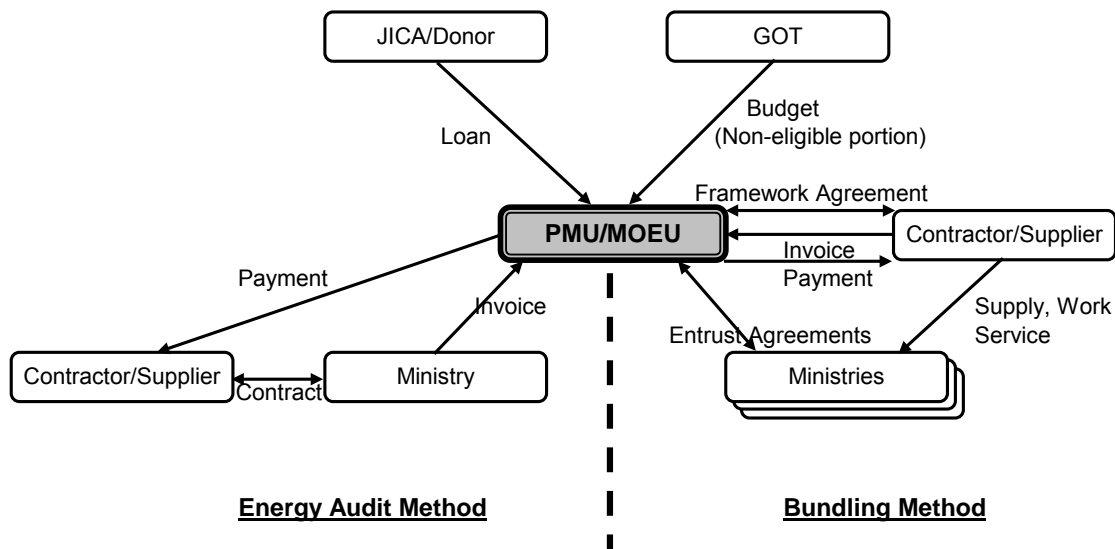 JICA/Donor
GOT
Budget
(Non-eligible portion)
Loan
Framework Agreement
PMU/MOEU
Contractor/Supplier
Invoice
Payment
Payment
Invoice
Supply, Work
Service
Entrust Agreements
Contractor/Supplier
Contract
Ministry
Ministries
Energy Audit Method
Bundling Method